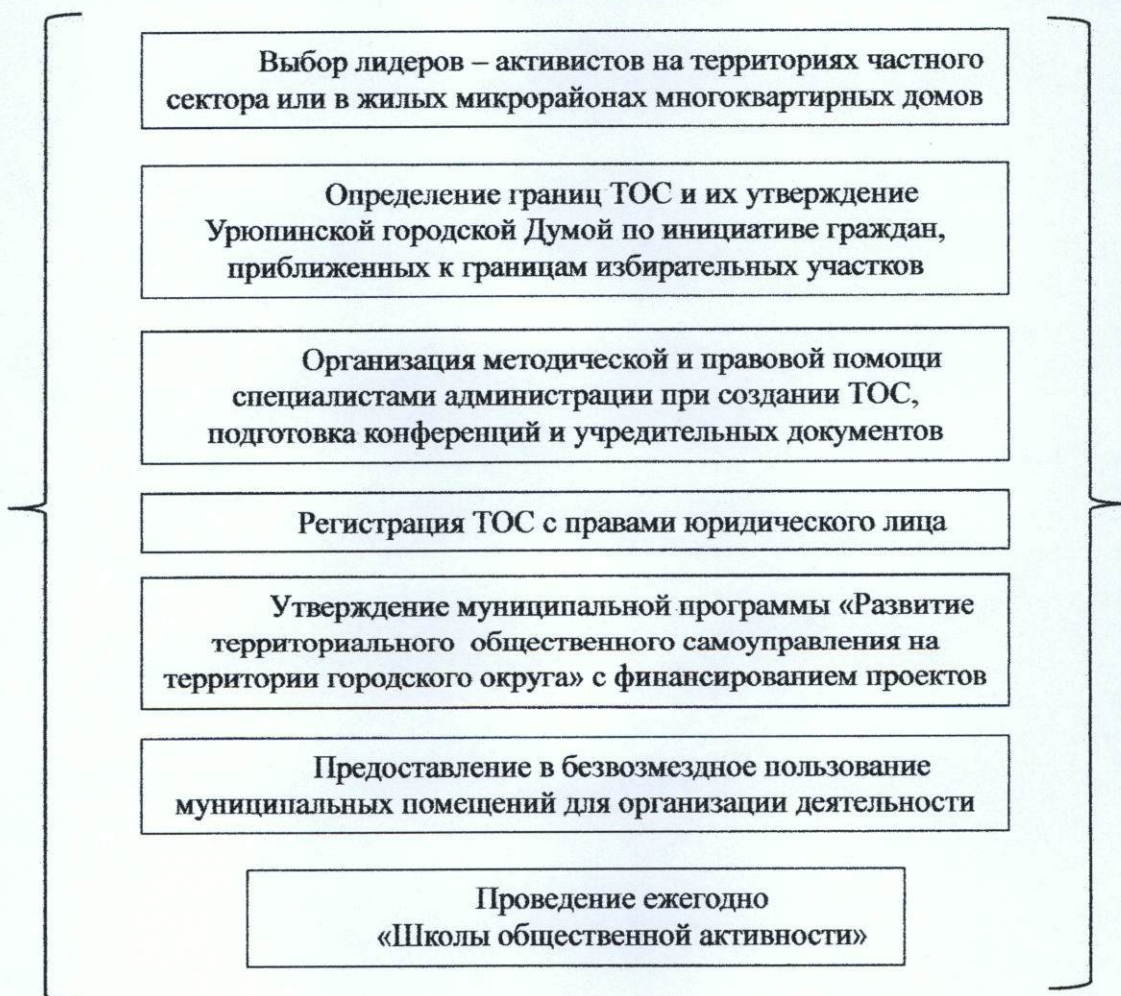 Выбор лидеров – активистов на территориях частного
сектора или в жилых микрорайонах многоквартирных домов
Определение границ ТОС и их утверждение
Урюпинской городской Думой по инициативе граждан,
приближенных к границам избирательных участков
Организация методической и правовой помощи
специалистами администрации при создании ТОС,
подготовка конференций и учредительных документов
Регистрация ТОС с правами юридического лица
Утверждение муниципальной программы «Развитие
территориального общественного самоуправления на
территории городского округа» с финансированием проектов
Предоставление в безвозмездное пользование
муниципальных помещений для организации деятельности
Проведение ежегодно
«Школы общественной активности»